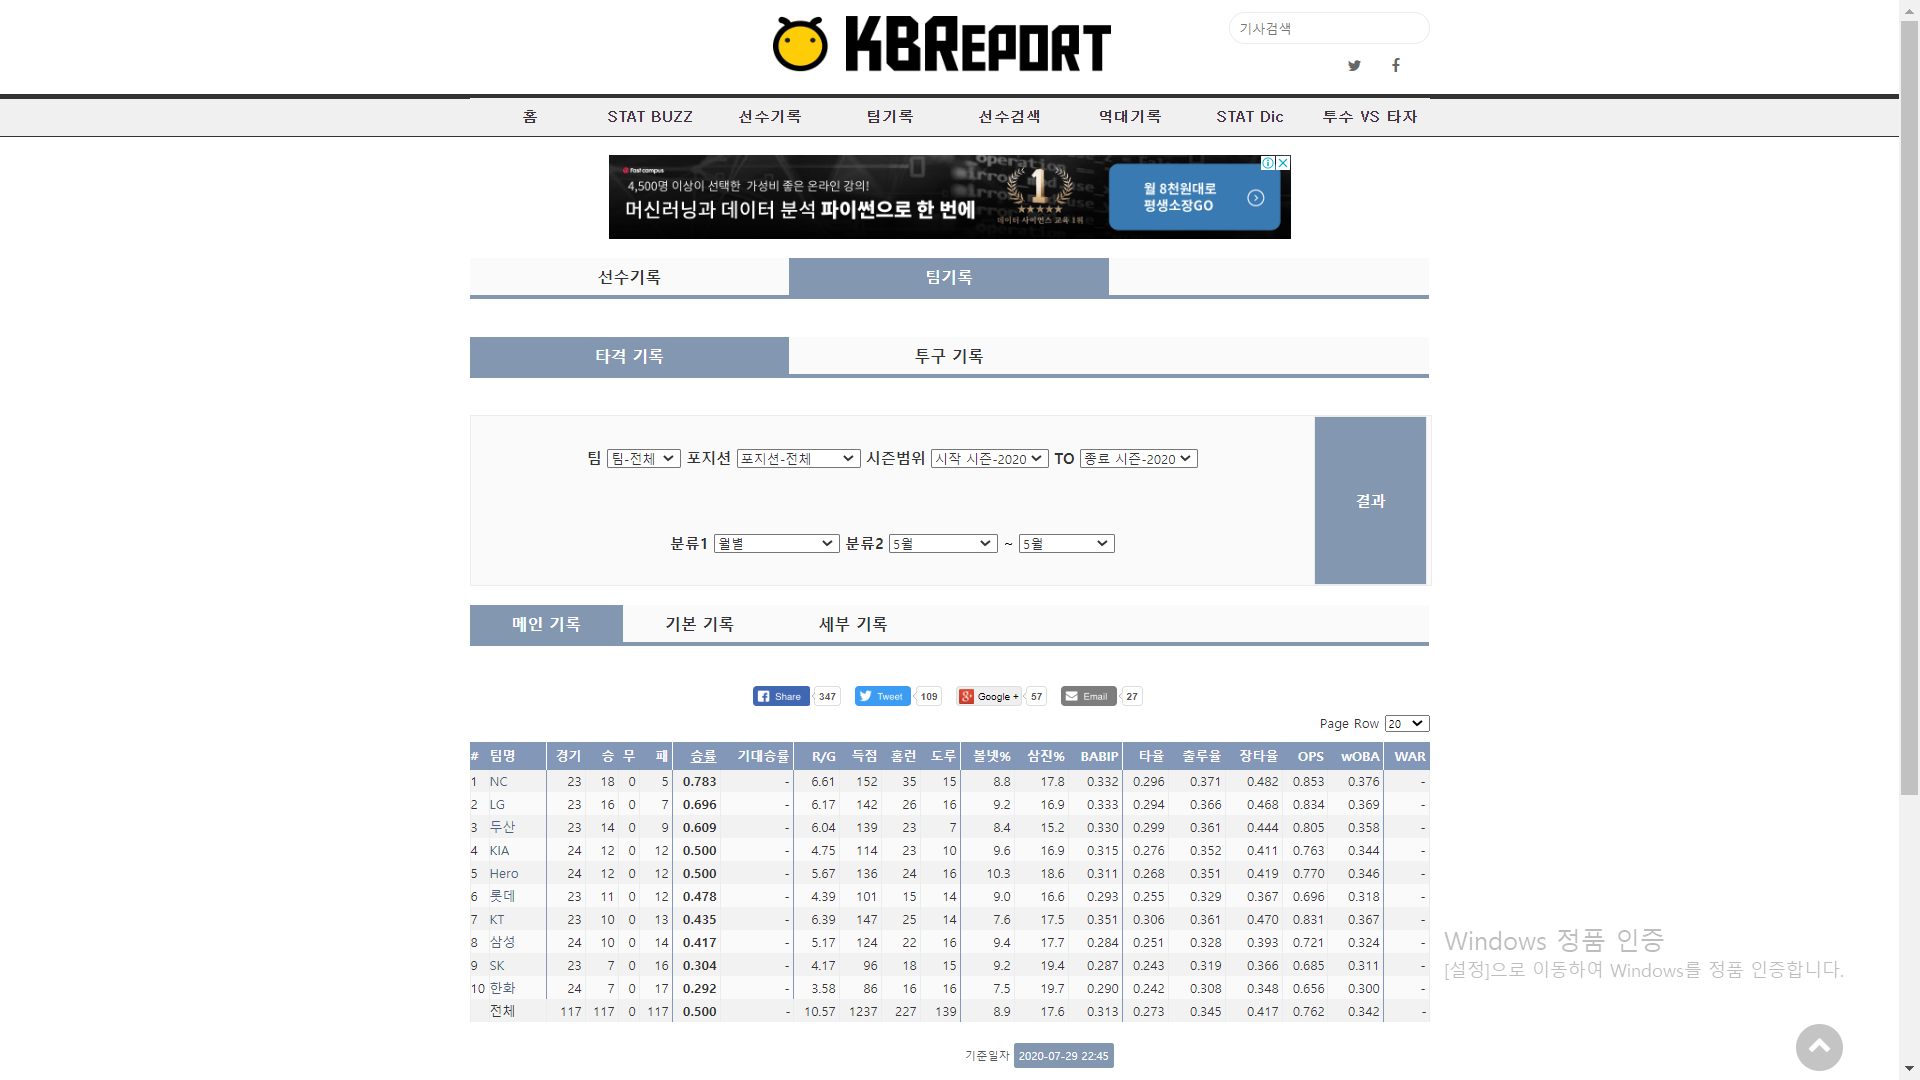 KBREPORT
기사검색
홈 STAT BUZZ 선수기록 팀기록 선수검색 역대기록 STAT Dic 투수 VS 타자
Fast campus
4,500명 이상이 선택한 가성비 좋은 온라인 강의!
머신러닝과 데이터 분석 파이썬으로 한 번에
1
데이터 사이언스 교육 1위
월 8천원대로
평생소장GO
선수기록 팀기록
타격 기록 투구 기록
팀 팀-전체 포지션 포지션-전체 시즌범위 시작 시즌-2020 TO 종료 시즌-2020
결과
분류1 월별 분류2 5월 ~ 5월
메인 기록 기본 기록 세부 기록
Share 347 Tweet 109 Google + 57 Email 27
Page Row 20
# 팀명 경기 승 무 패 승률 기대승률 R/G 득점 홈런 도루 볼넷% 삼진% BABIP 타율 출루율 장타율 OPS wOBA WAR
1 NC 23 18 0 5 0.783 - 6.61 152 35 15 8.8 17.8 0.332 0.296 0.371 0.482 0.853 0.376 -
2 LG 23 16 0 7 0.696 - 6.17 142 26 16 9.2 16.9 0.333 0.294 0.366 0.468 0.834 0.369 -
3 두산 23 14 0 9 0.609 - 6.04 139 23 7 8.4 15.2 0.330 0.299 0.361 0.444 0.805 0.358 -
4 KIA 24 12 0 12 0.500 - 4.75 114 23 10 9.6 16.9 0.315 0.276 0.352 0.411 0.763 0.344 -
5 Hero 24 12 0 12 0.500 - 5.67 136 24 16 10.3 18.6 0.311 0.268 0.351 0.419 0.770 0.346 -
6 롯데 23 11 0 12 0.478 - 4.39 101 15 14 9.0 16.6 0.293 0.255 0.329 0.367 0.696 0.318 -
7 KT 23 10 0 13 0.435 - 6.39 147 25 14 7.6 17.5 0.351 0.306 0.361 0.470 0.831 0.367 -
8 삼성 24 10 0 14 0.417 - 5.17 124 22 16 9.4 17.7 0.284 0.251 0.328 0.393 0.721 0.324 -
9 SK 23 7 0 16 0.304 - 4.17 96 18 15 9.2 19.4 0.287 0.243 0.319 0.366 0.685 0.311 -
10 한화 24 7 0 17 0.292 - 3.58 86 16 16 7.5 19.7 0.290 0.242 0.308 0.348 0.656 0.300 -
전체 117 117 0 117 0.500 - 10.57 1237 227 139 8.9 17.6 0.313 0.273 0.345 0.417 0.762 0.342 -
Windows 정품 인증
[설정]으로 이동하여 Windows를 정품 인증합니다.
기준일자 2020-07-29 22:45